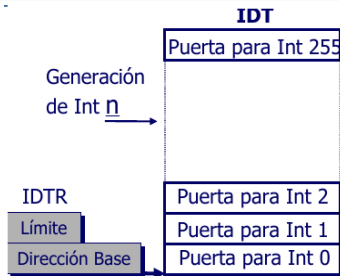 IDT
Puerta para Int 255
Generación
de Int n
IDTR
Puerta para Int 2
Límite
Puerta para Int 1
Dirección Base
Puerta para Int 0